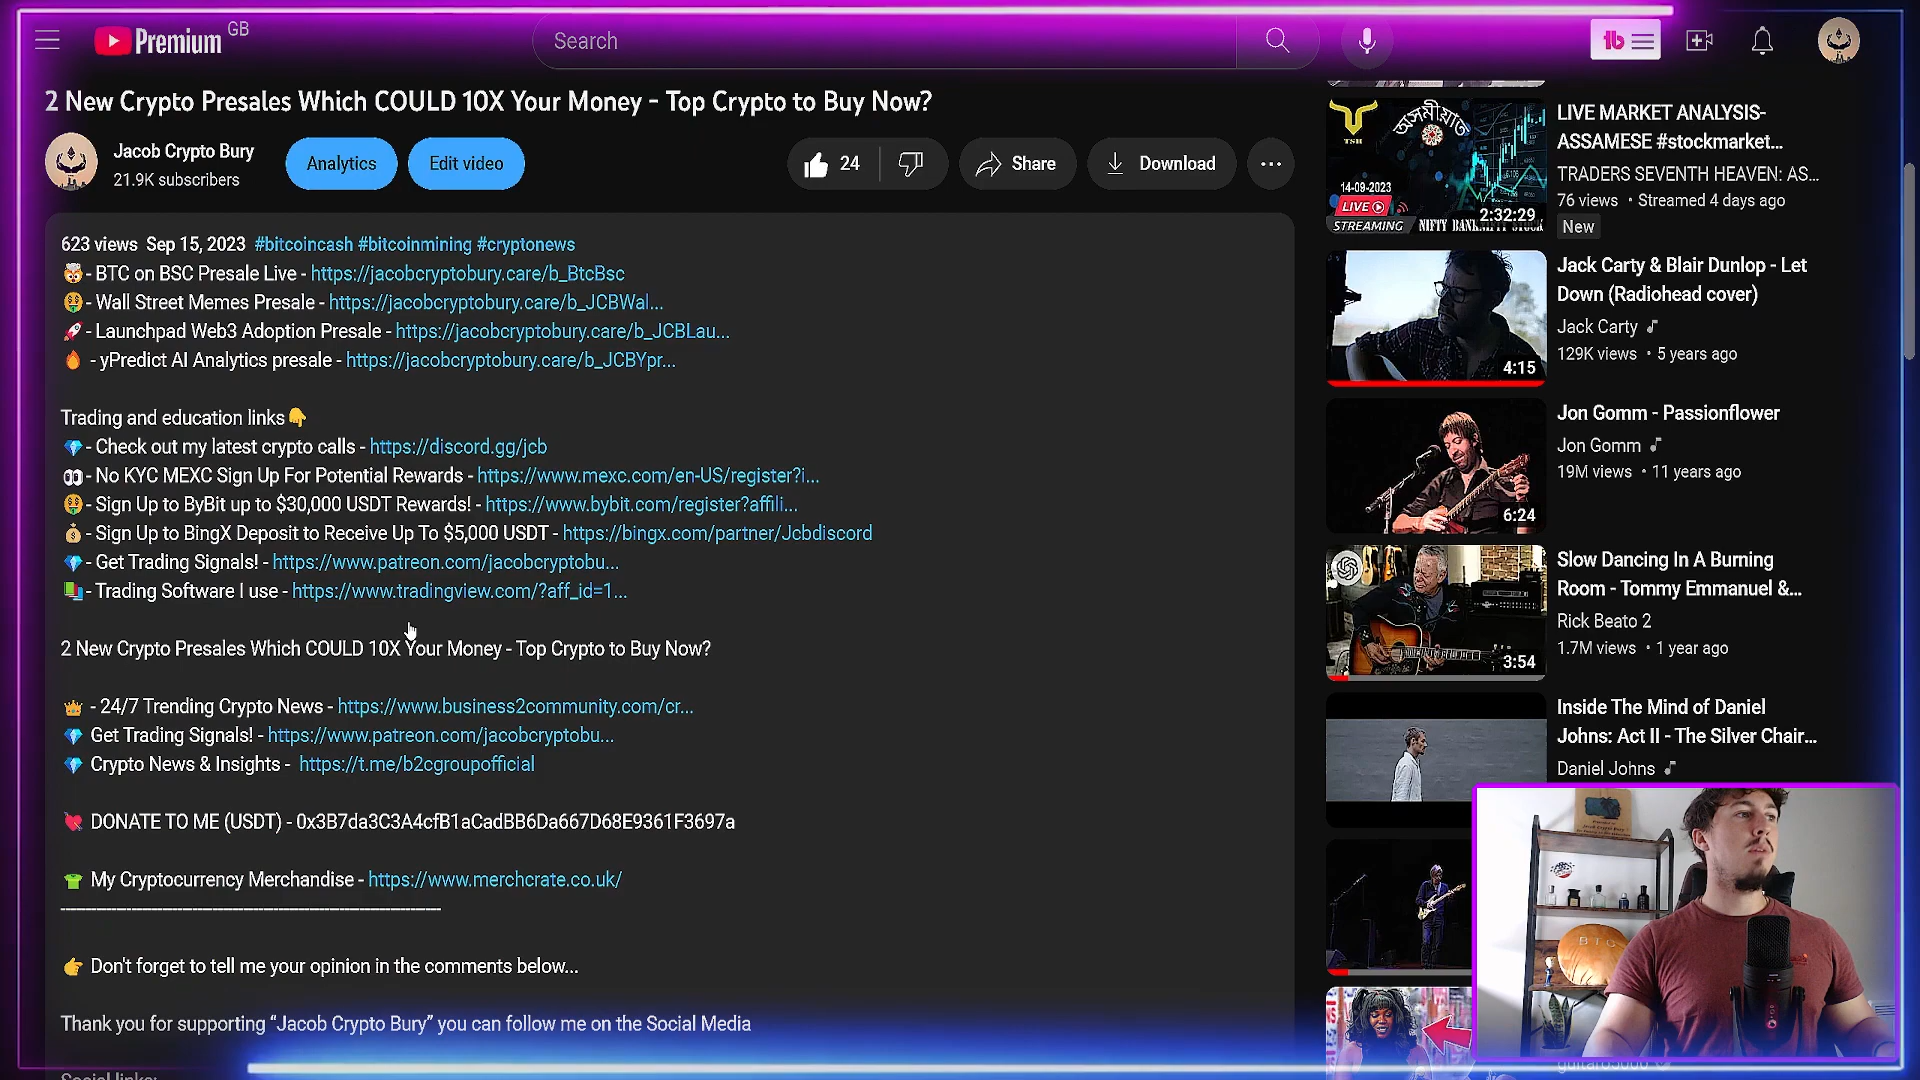 Premium GB
Search
2 New Crypto Presales Which COULD 10X Your Money - Top Crypto to Buy Now?
Jacob Crypto Bury
21.9K subscribers
Analytics
Edit video
24
Share
Download
623 views Sep 15, 2023 #bitcoincash #bitcoinmining #cryptonews
- BTC on BSC Presale Live - https://jacobcryptobury.care/b_BtcBsc
- Wall Street Memes Presale - https://jacobcryptobury.care/b_JCBWal...
- Launchpad Web3 Adoption Presale - https://jacobcryptobury.care/b_JCBLau...
- yPredict AI Analytics presale - https://jacobcryptobury.care/b_JCBYpr...
Trading and education links
- Check out my latest crypto calls - https://discord.gg/jcb
- No KYC MEXC Sign Up For Potential Rewards - https://www.mexc.com/en-US/register?i...
- Sign Up to ByBit up to $30,000 USDT Rewards! - https://www.bybit.com/register?affili...
- Sign Up to BingX Deposit to Receive Up To $5,000 USDT - https://bingx.com/partner/Jcbdiscord
- Get Trading Signals! - https://www.patreon.com/jacobcryptobu...
- Trading Software I use - https://www.tradingview.com/?aff_id=1...
2 New Crypto Presales Which COULD 10X Your Money - Top Crypto to Buy Now?
- 24/7 Trending Crypto News - https://www.business2community.com/cr...
Get Trading Signals! - https://www.patreon.com/jacobcryptobu...
Crypto News & Insights - https://t.me/b2cgroupofficial
DONATE TO ME (USDT) - 0x3B7da3C3A4cfB1aCadBB6Da667D68E9361F3697a
My Cryptocurrency Merchandise - https://www.merchcrate.co.uk/
Don't forget to tell me your opinion in the comments below...
Thank you for supporting “Jacob Crypto Bury” you can follow me on the Social Media
Social links:
অসমীয়াত
TSH
14-09-2023
LIVE
STREAMING
2:32:29
LIVE MARKET ANALYSIS-
ASSAMESE #stockmarket...
TRADERS SEVENTH HEAVEN: AS...
76 views • Streamed 4 days ago
New
4:15
Jack Carty & Blair Dunlop - Let
Down (Radiohead cover)
Jack Carty
129K views • 5 years ago
6:24
Jon Gomm - Passionflower
Jon Gomm
19M views • 11 years ago
3:54
Slow Dancing In A Burning
Room - Tommy Emmanuel &...
Rick Beato 2
1.7M views • 1 year ago
Inside The Mind of Daniel
Johns: Act II - The Silver Chair...
Daniel Johns
BTC